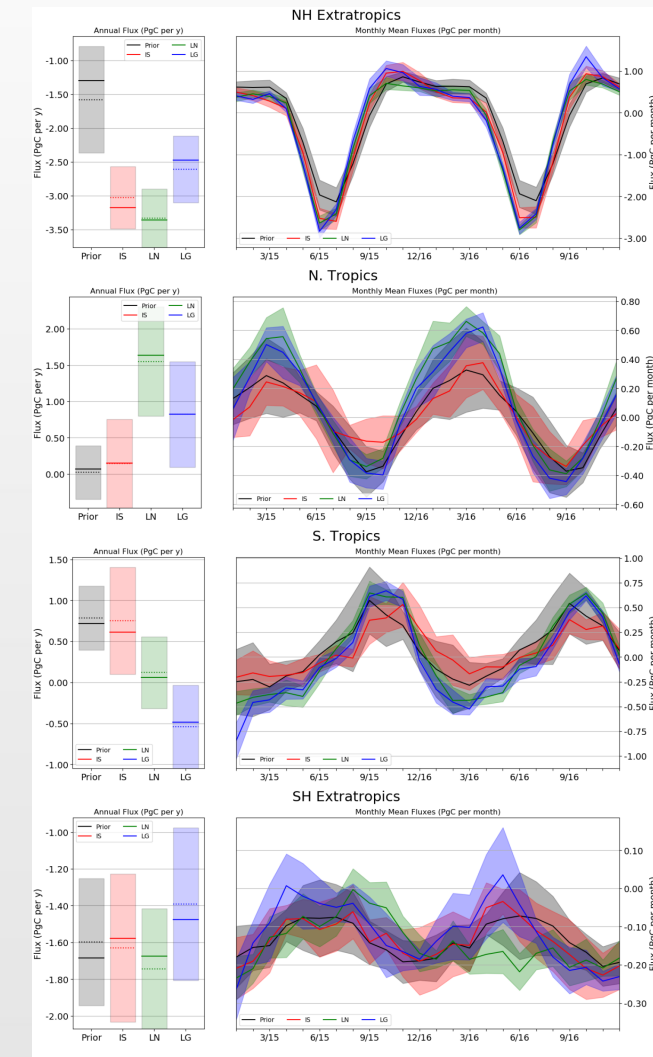 NH Extratropics
Annual Flux (PgC per y)
Monthly Mean Fluxes (PgC per month)
Prior LN
IS LG
Flux (PgC per y)
-1.00
-1.50
-2.00
-2.50
-3.00
-3.50
Prior IS LN LG
1.00
0.00
-1.00
-2.00
-3.00
Flux (PgC per month)
Prior IS LN LG
3/15 6/15 9/15 12/16 3/16 6/16 9/16
N. Tropics
Annual Flux (PgC per y)
Monthly Mean Fluxes (PgC per month)
Prior LN
IS LG
Flux (PgC per y)
2.00
1.50
1.00
0.50
0.00
Prior IS LN LG
0.80
0.60
0.40
0.20
0.00
-0.20
-0.40
-0.60
Flux (PgC per month)
Prior IS LN LG
3/15 6/15 9/15 12/16 3/16 6/16 9/16
S. Tropics
Annual Flux (PgC per y)
Monthly Mean Fluxes (PgC per month)
Flux (PgC per y)
1.50
1.00
0.50
0.00
-0.50
-1.00
Prior LN
IS LG
Prior IS LN LG
1.00
0.75
0.50
0.25
0.00
-0.25
-0.50
-0.75
-1.00
Flux (PgC per month)
Prior IS LN LG
3/15 6/15 9/15 12/16 3/16 6/16 9/16
SH Extratropics
Annual Flux (PgC per y)
Monthly Mean Fluxes (PgC per month)
Prior LN
IS LG
Flux (PgC per y)
-1.00
-1.20
-1.40
-1.60
-1.80
-2.00
Prior IS LN LG
0.10
0.00
-0.10
-0.20
-0.30
Flux (PgC per month)
Prior IS LN LG
3/15 6/15 9/15 12/16 3/16 6/16 9/16